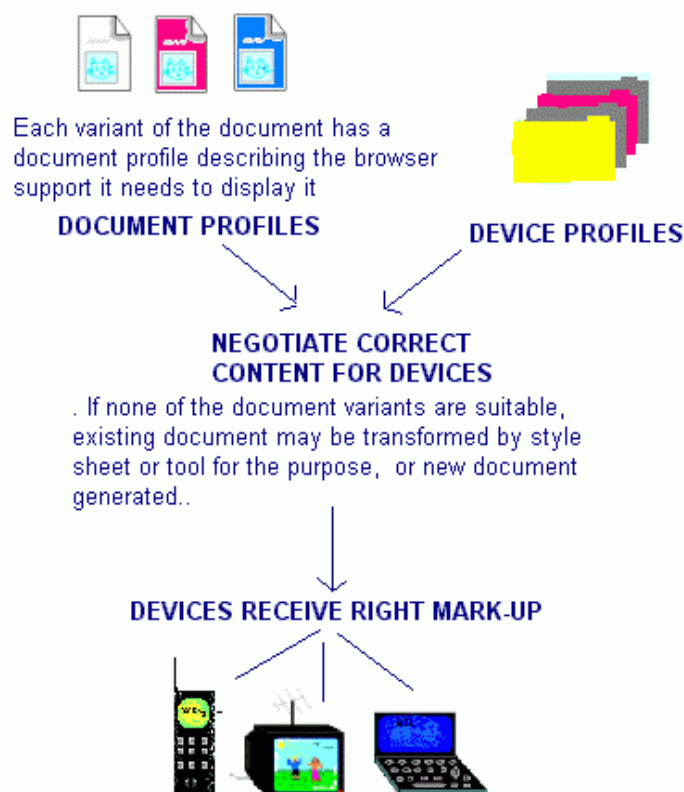 Each variant of the document has a
document profile describing the browser
support it needs to display it
DOCUMENT PROFILES
DEVICE PROFILES
NEGOTIATE CORRECT
CONTENT FOR DEVICES
. If none of the document variants are suitable,
existing document may be transformed by style
sheet or tool for the purpose, or new document
generated..
DEVICES RECEIVE RIGHT MARK-UP